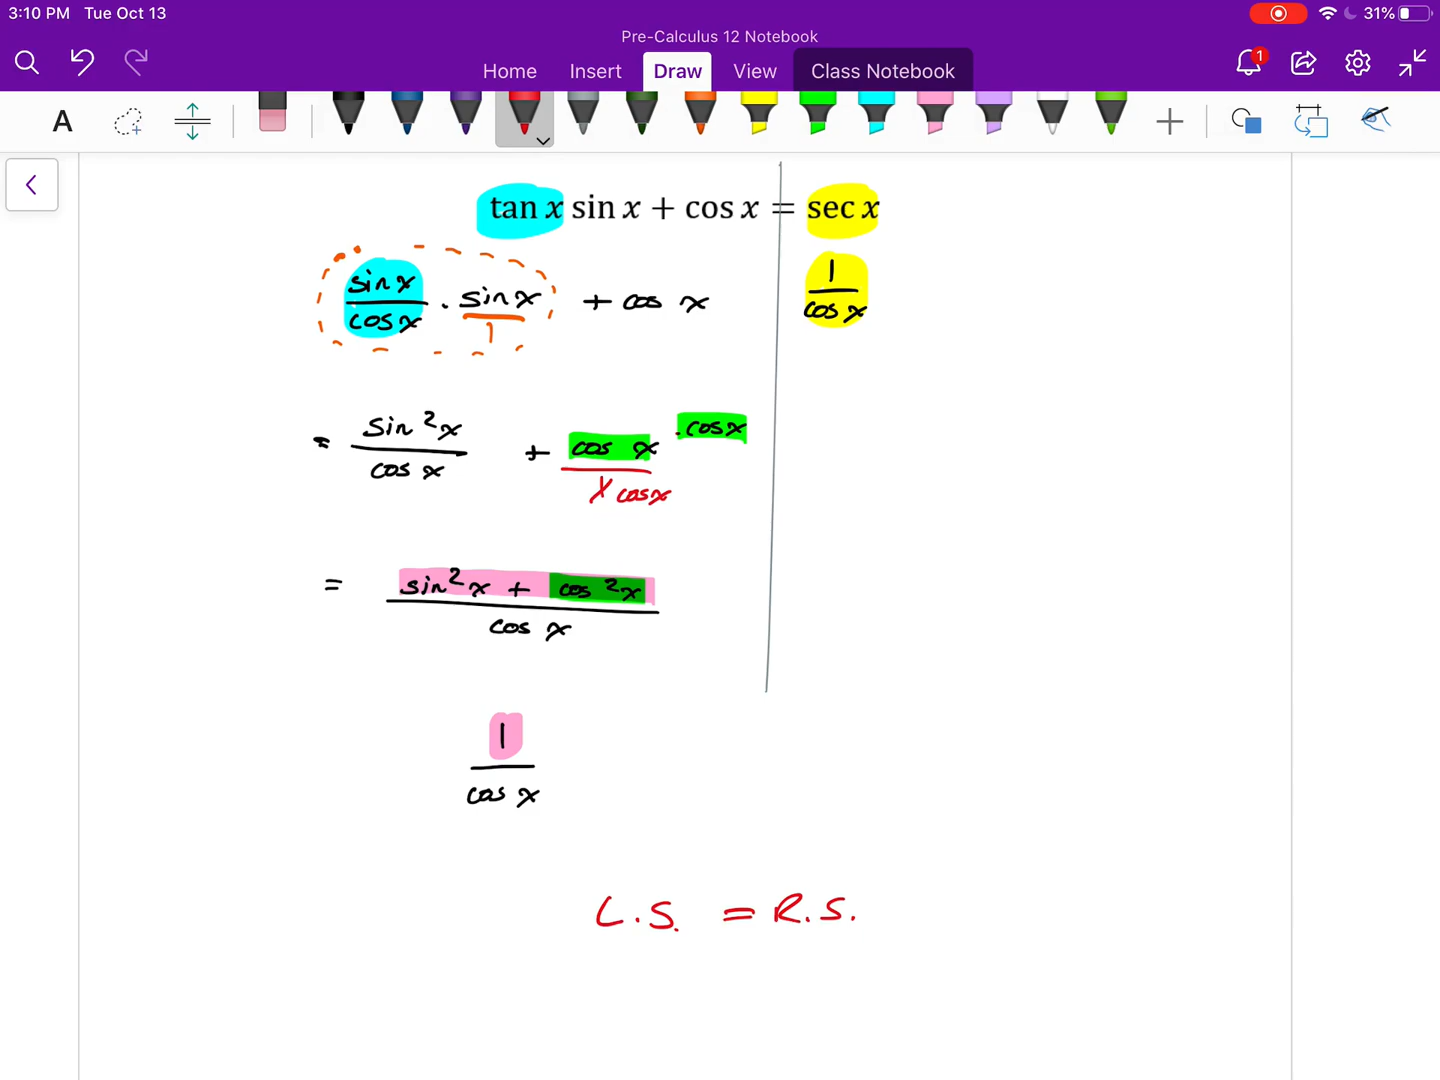 3:10 PM Tue Oct 13 31%
Pre-Calculus 12 Notebook
Home Insert Draw View Class Notebook 1
A
tan x sin x + cos x = sec x
sin x / cos x · sin x / 1 + cos x
1 / cos x
= sin²x / cos x + cos x · cos x / 1 cos x
= sin²x + cos²x / cos x
1 / cos x
L.S. = R.S.